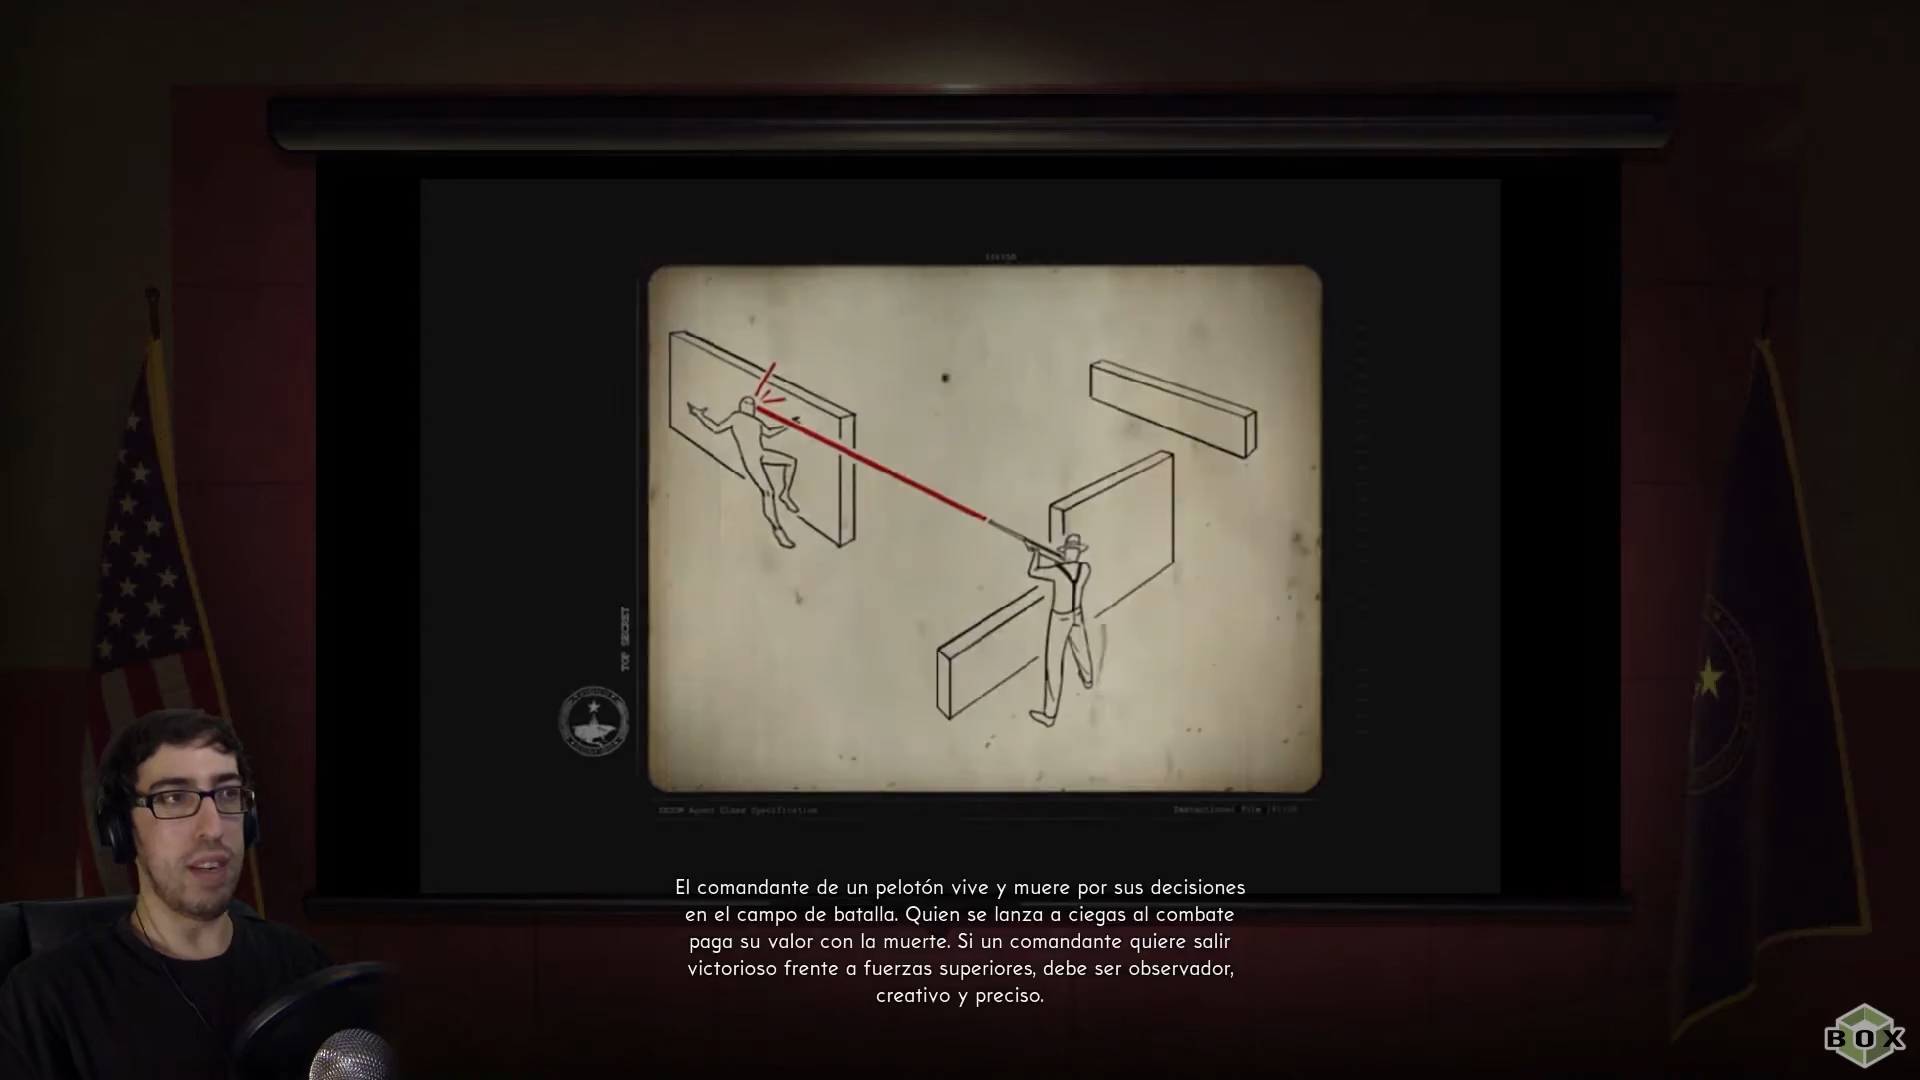 TOP SECRET
El comandante de un pelotón vive y muere por sus decisiones
en el campo de batalla. Quien se lanza a ciegas al combate
paga su valor con la muerte. Si un comandante quiere salir
victorioso frente a fuerzas superiores, debe ser observador,
creativo y preciso.
BOX